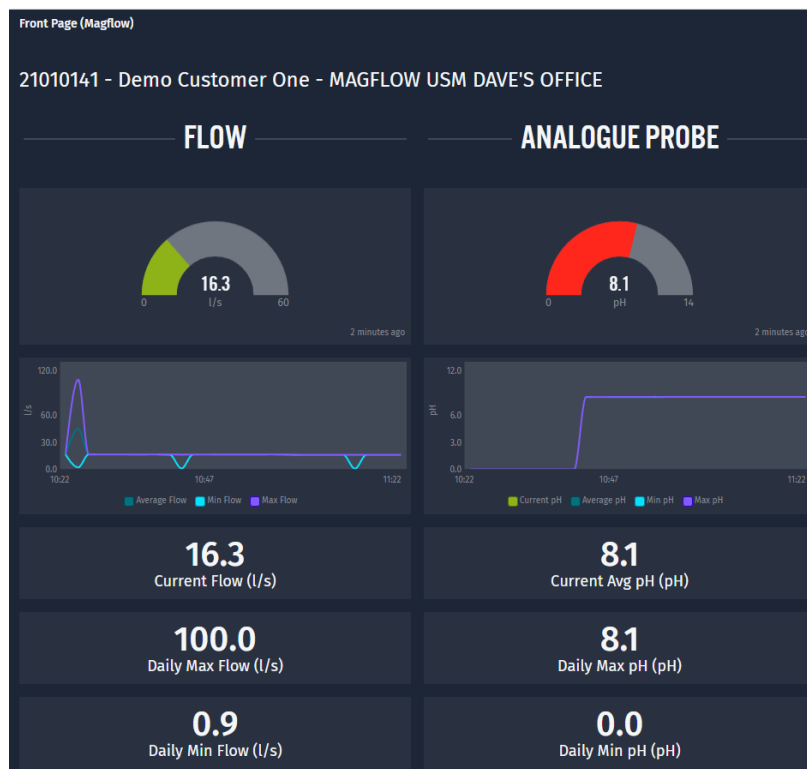 Front Page (Magflow)
21010141 - Demo Customer One - MAGFLOW USM DAVE'S OFFICE
FLOW
16.3
l/s
0
60
2 minutes ago
120.0
60.0
30.0
0.0
l/s
10:22
10:47
11:22
Average Flow Min Flow Max Flow
16.3
Current Flow (l/s)
100.0
Daily Max Flow (l/s)
0.9
Daily Min Flow (l/s)
ANALOGUE PROBE
8.1
pH
0
14
2 minutes ago
12.0
6.0
3.0
0.0
pH
10:22
10:47
11:22
Current pH Average pH Min pH Max pH
8.1
Current Avg pH (pH)
8.1
Daily Max pH (pH)
0.0
Daily Min pH (pH)